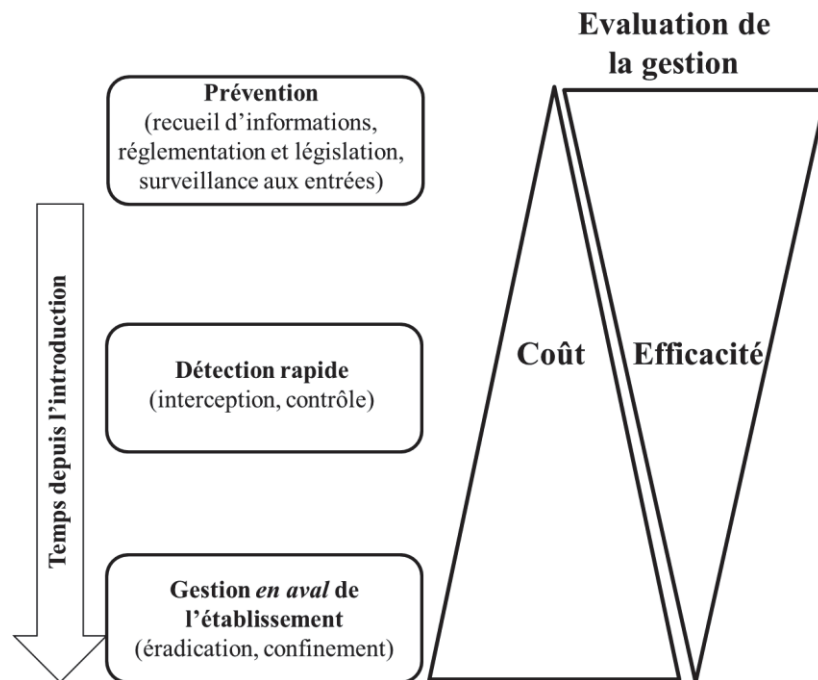 Evaluation de
la gestion
Prévention
(recueil d’informations,
réglementation et législation,
surveillance aux entrées)
Temps depuis l’introduction
Détection rapide
(interception, contrôle)
Coût
Efficacité
Gestion en aval de
l’établissement
(éradication, confinement)